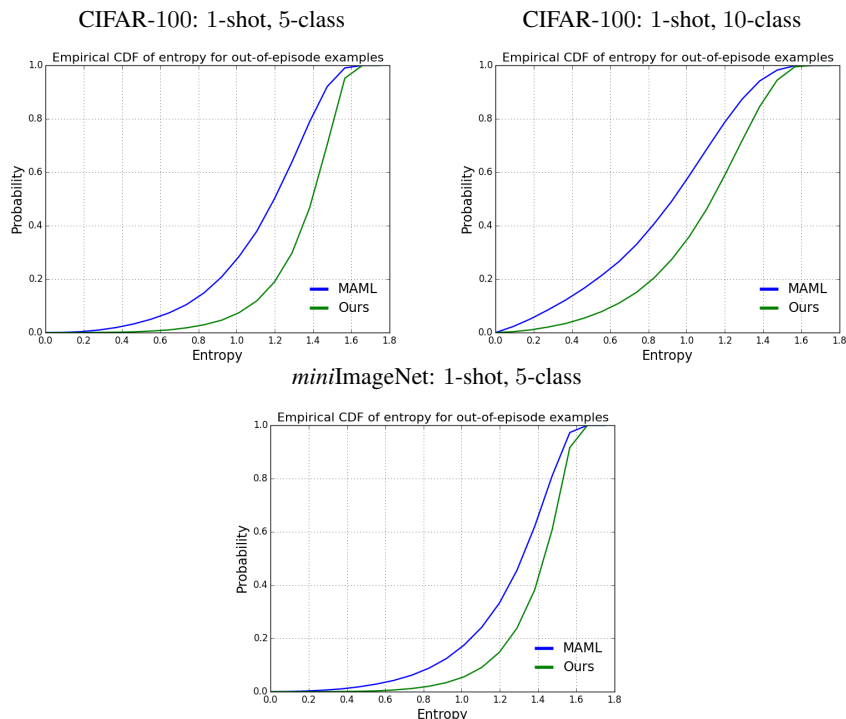 CIFAR-100: 1-shot, 5-class
Empirical CDF of entropy for out-of-episode examples
1.0
0.8
0.6
0.4
0.2
0.0
Probability
MAML
Ours
0.0 0.2 0.4 0.6 0.8 1.0 1.2 1.4 1.6 1.8
Entropy
CIFAR-100: 1-shot, 10-class
Empirical CDF of entropy for out-of-episode examples
1.0
0.8
0.6
0.4
0.2
0.0
Probability
MAML
Ours
0.0 0.2 0.4 0.6 0.8 1.0 1.2 1.4 1.6 1.8
Entropy
miniImageNet: 1-shot, 5-class
Empirical CDF of entropy for out-of-episode examples
1.0
0.8
0.6
0.4
0.2
0.0
Probability
MAML
Ours
0.0 0.2 0.4 0.6 0.8 1.0 1.2 1.4 1.6 1.8
Entropy